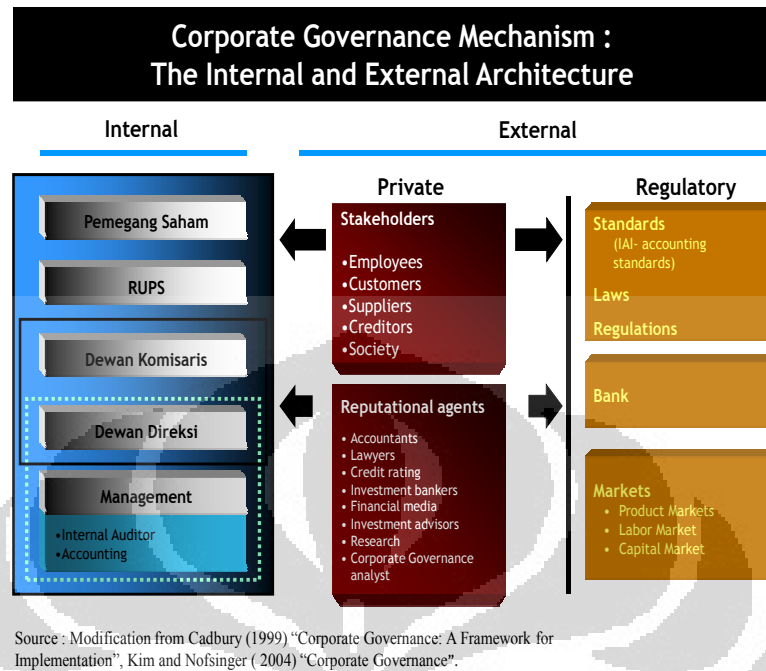 Corporate Governance Mechanism :
The Internal and External Architecture
Internal
External
Pemegang Saham
RUPS
Dewan Komisaris
Dewan Direksi
Management
•Internal Auditor
•Accounting
Private
Stakeholders
•Employees
•Customers
•Suppliers
•Creditors
•Society
Reputational agents
• Accountants
• Lawyers
• Credit rating
• Investment bankers
• Financial media
• Investment advisors
• Research
• Corporate Governance
analyst
Regulatory
Standards
(IAI- accounting
standards)
Laws
Regulations
Bank
Markets
• Product Markets
• Labor Market
• Capital Market
Source : Modification from Cadbury (1999) “Corporate Governance: A Framework for
Implementation”, Kim and Nofsinger ( 2004) “Corporate Governance”.